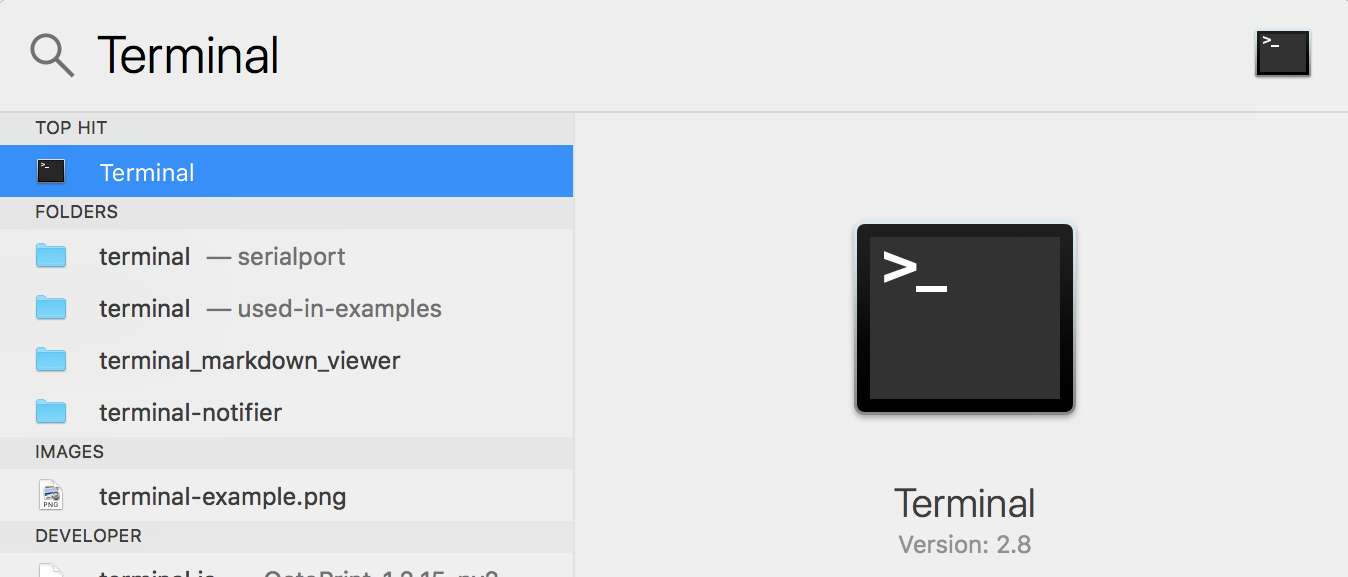 Terminal
TOP HIT
Terminal
FOLDERS
terminal — serialport
terminal — used-in-examples
terminal_markdown_viewer
terminal-notifier
IMAGES
PNG
terminal-example.png
DEVELOPER
>_
Terminal
Version: 2.8